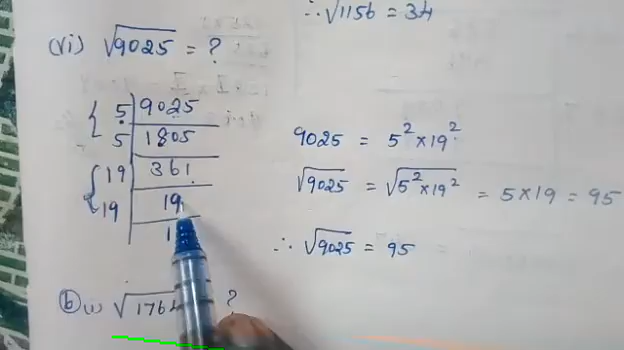 ∴ √1156 = 34
(vi) √9025 = ?
5 | 9025
5 | 1805
19 | 361
19 | 19
1
9025 = 5² × 19²
√9025 = √5² × 19² = 5 × 19 = 95
∴ √9025 = 95
(b) (i) √176 ?